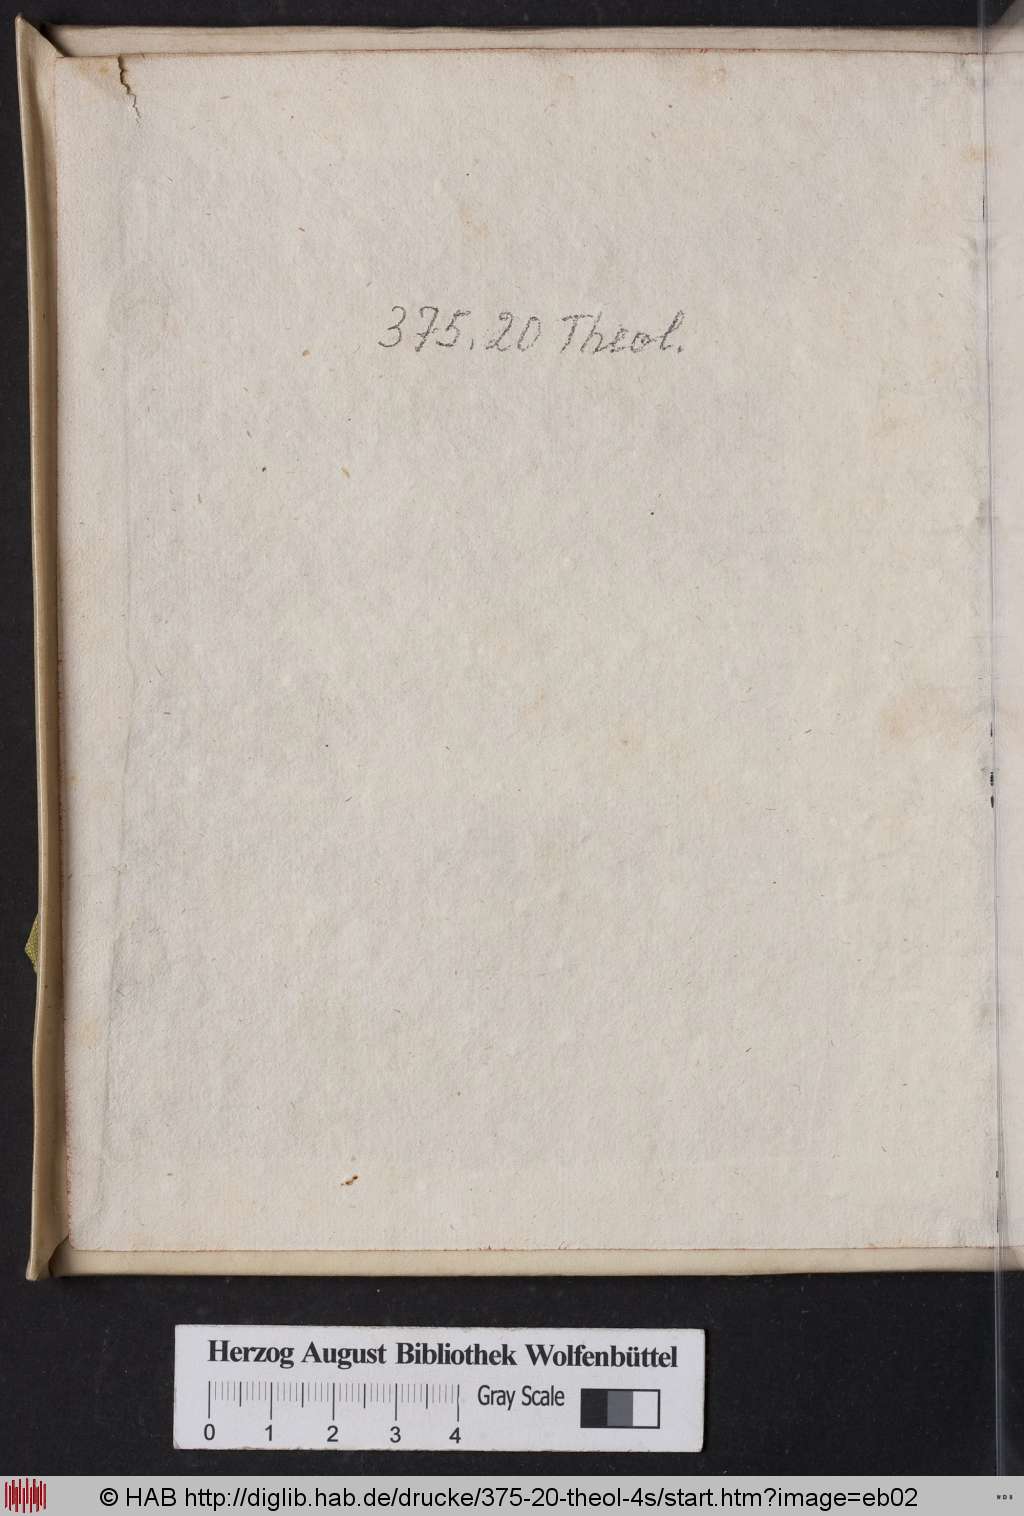 375.20 Theol.
Herzog August Bibliothek Wolfenbüttel
Gray Scale
0 1 2 3 4
© HAB http://diglib.hab.de/drucke/375-20-theol-4s/start.htm?image=eb02